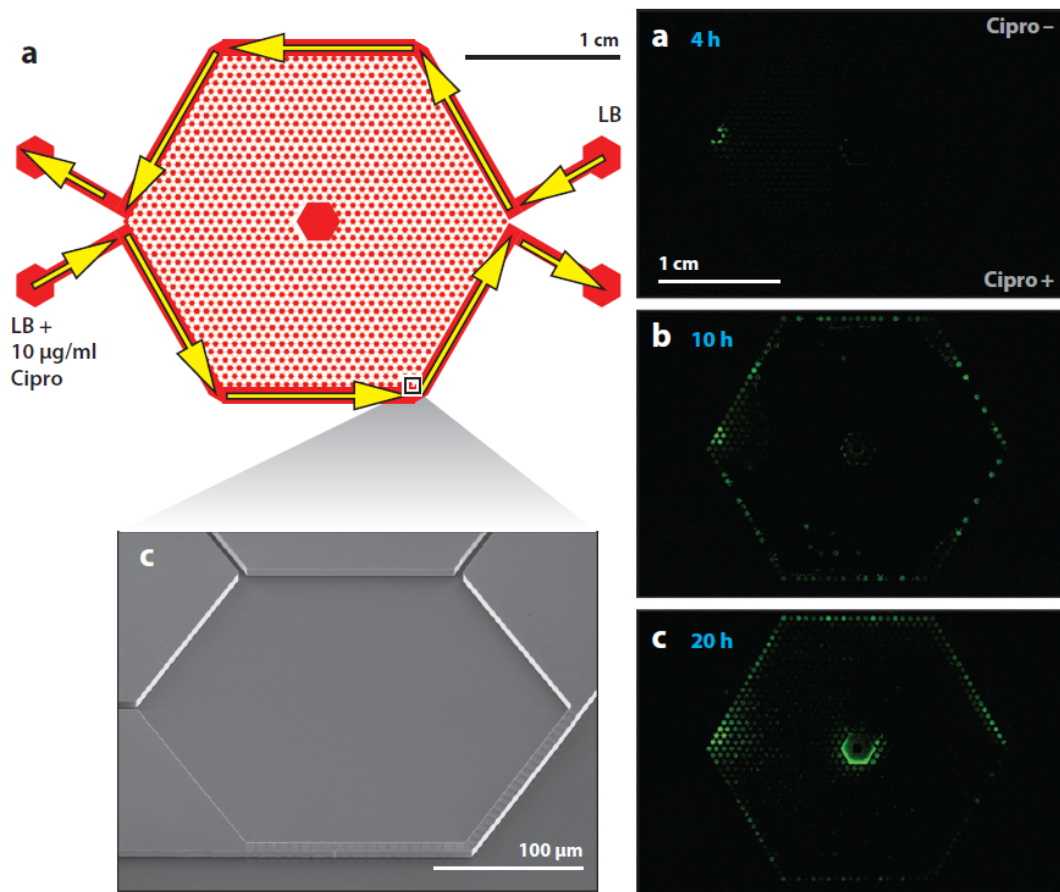 a
1 cm
LB
LB +
10 µg/ml
Cipro
c
100 µm
a 4 h
Cipro –
1 cm
Cipro +
b 10 h
c 20 h